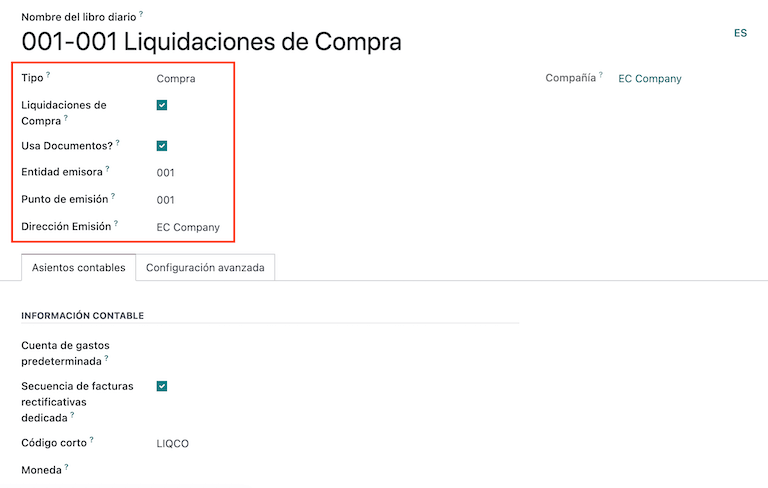 Nombre del libro diario ?
001-001 Liquidaciones de Compra
ES
Tipo ? Compra
Compañía ? EC Company
Liquidaciones de
Compra ?
Usa Documentos? ?
Entidad emisora ? 001
Punto de emisión ? 001
Dirección Emisión ? EC Company
Asientos contables Configuración avanzada
INFORMACIÓN CONTABLE
Cuenta de gastos
predeterminada ?
Secuencia de facturas
rectificativas
dedicada ?
Código corto ? LIQCO
Moneda ?